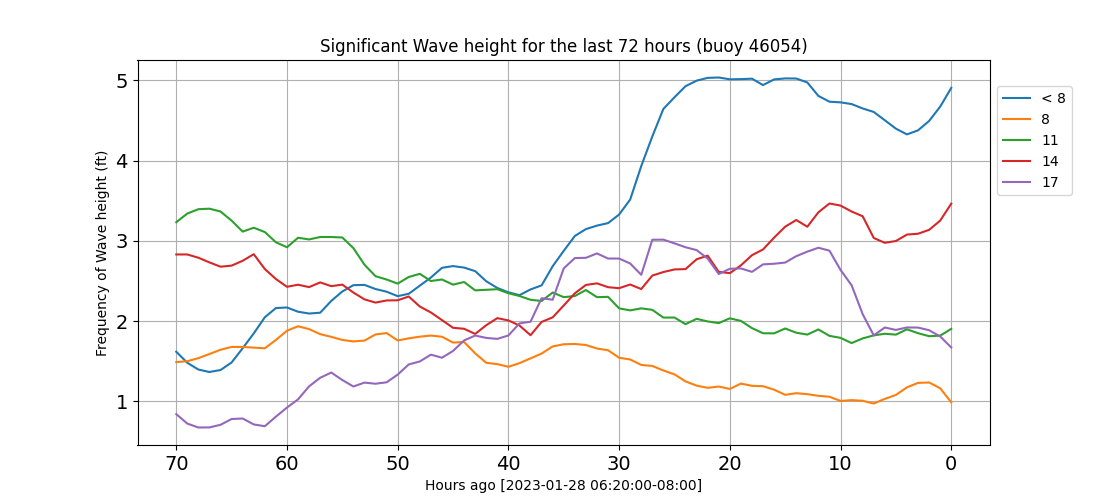 Significant Wave height for the last 72 hours (buoy 46054)
Frequency of Wave height (ft)
5
4
3
2
1
70 60 50 40 30 20 10 0
Hours ago [2023-01-28 06:20:00-08:00]
< 8
8
11
14
17